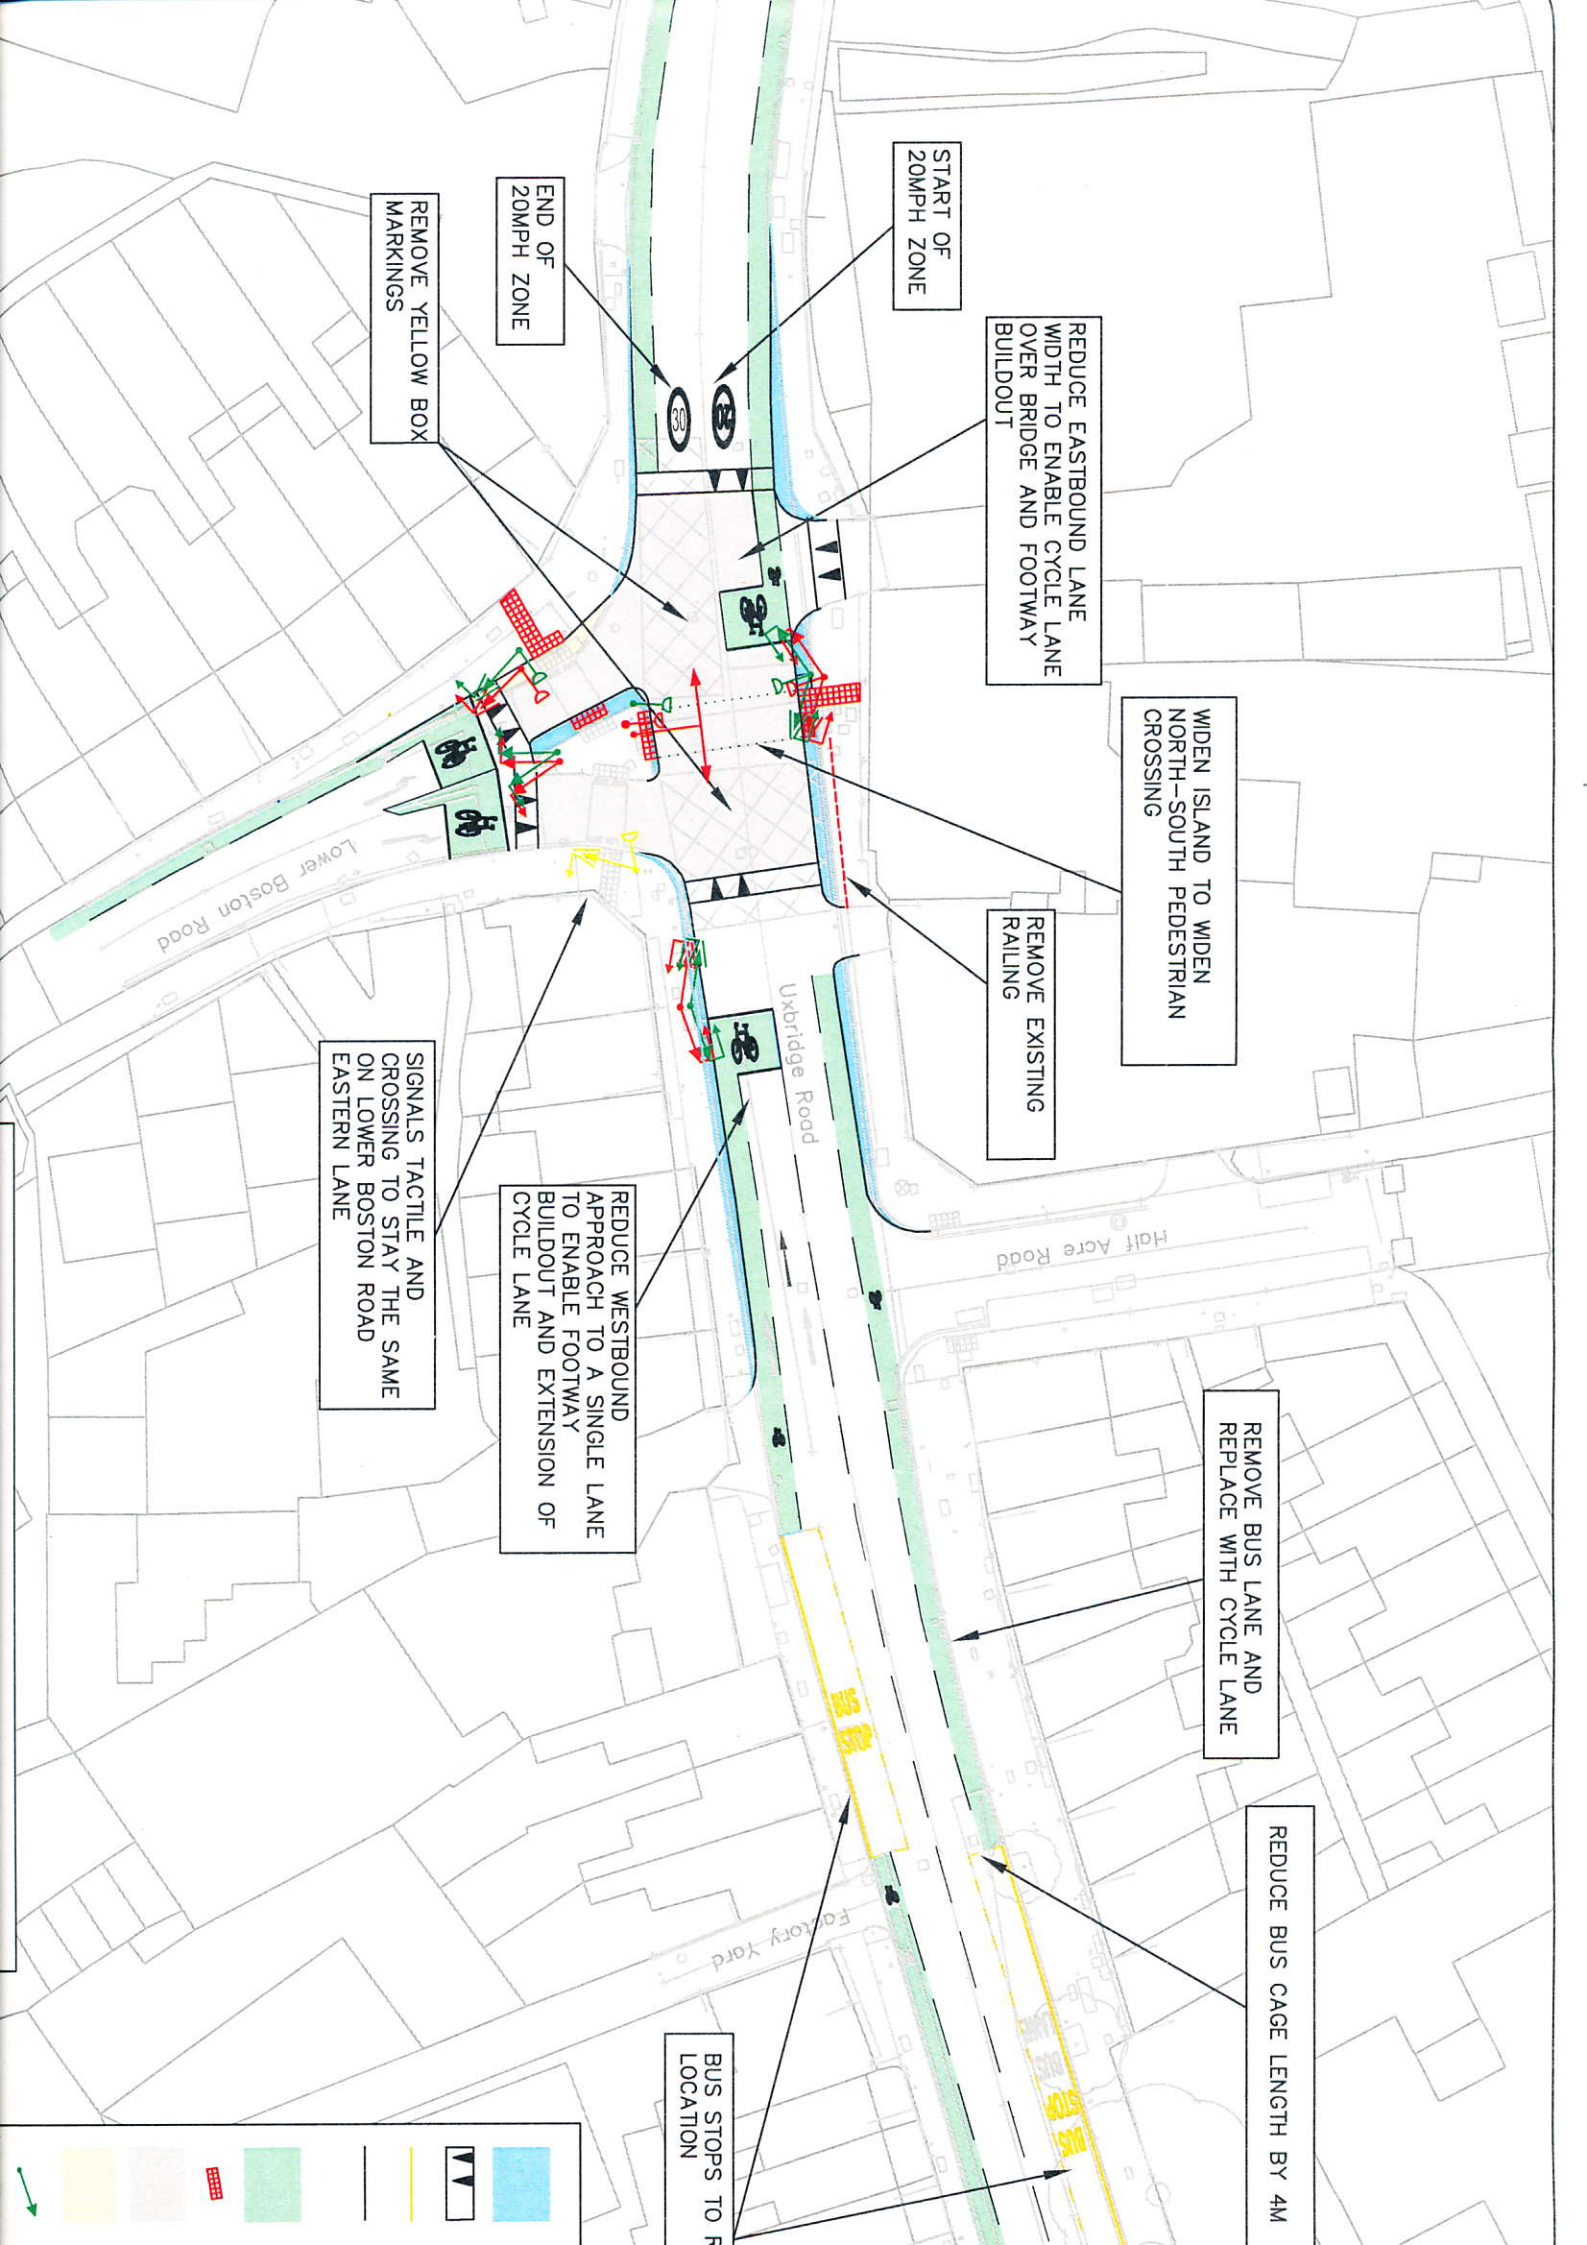 START OF
20MPH ZONE
END OF
20MPH ZONE
REMOVE YELLOW BOX
MARKINGS
REDUCE EASTBOUND LANE
WIDTH TO ENABLE CYCLE LANE
OVER BRIDGE AND FOOTWAY
BUILDOUT
WIDEN ISLAND TO WIDEN
NORTH-SOUTH PEDESTRIAN
CROSSING
REMOVE EXISTING
RAILING
SIGNALS TACTILE AND
CROSSING TO STAY THE SAME
ON LOWER BOSTON ROAD
EASTERN LANE
REDUCE WESTBOUND
APPROACH TO A SINGLE LANE
TO ENABLE FOOTWAY
BUILDOUT AND EXTENSION OF
CYCLE LANE
REMOVE BUS LANE AND
REPLACE WITH CYCLE LANE
REDUCE BUS CAGE LENGTH BY 4M
BUS STOPS TO
LOCATION
30
20
Lower Boston Road
Uxbridge Road
Half Acre Road
Factory Yard
BUS
STOP
BUS
STOP
BUS
LANE